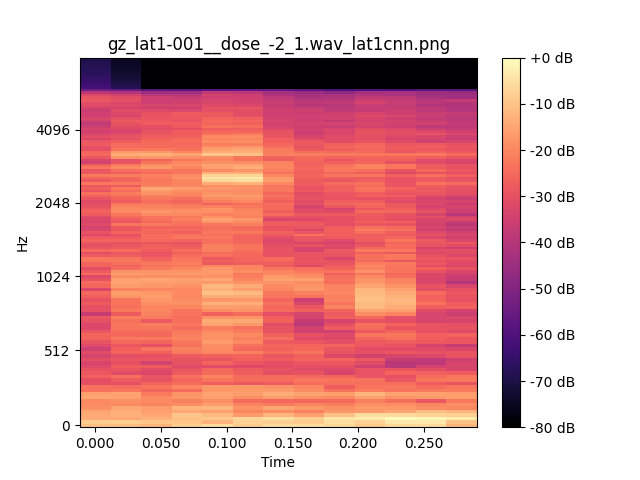 gz_lat1-001__dose_-2_1.wav_lat1cnn.png
+0 dB
-10 dB
-20 dB
-30 dB
-40 dB
-50 dB
-60 dB
-70 dB
-80 dB
4096
2048
1024
512
0
Hz
0.000 0.050 0.100 0.150 0.200 0.250
Time